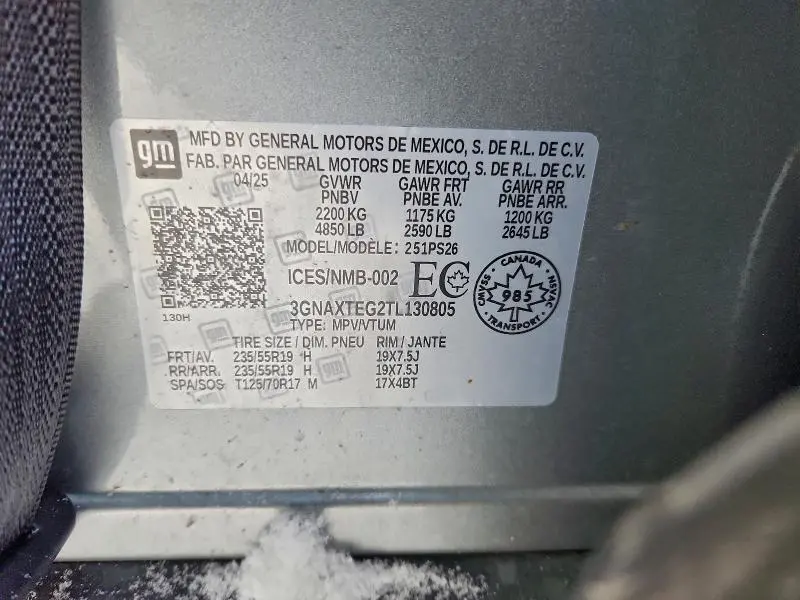 gm
MFD BY GENERAL MOTORS DE MEXICO, S. DE R.L. DE C.V.
FAB. PAR GENERAL MOTORS DE MEXICO, S. DE R.L. DE C.V.
04/25 GVWR GAWR FRT GAWR RR
PNBV PNBE AV. PNBE ARR.
2200 KG 1175 KG 1200 KG
4850 LB 2590 LB 2645 LB
MODEL/MODÈLE: 251PS26
ICES/NMB-002 EC
CANADA
CMVSS 985 NSVAC
TRANSPORT
3GNAXTEG2TL130805
130H
TYPE: MPV/VTUM
TIRE SIZE / DIM. PNEU RIM / JANTE
FRT/AV. 235/55R19 H 19X7.5J
RR/ARR. 235/55R19 H 19X7.5J
SPA/SOS T125/70R17 M 17X4BT